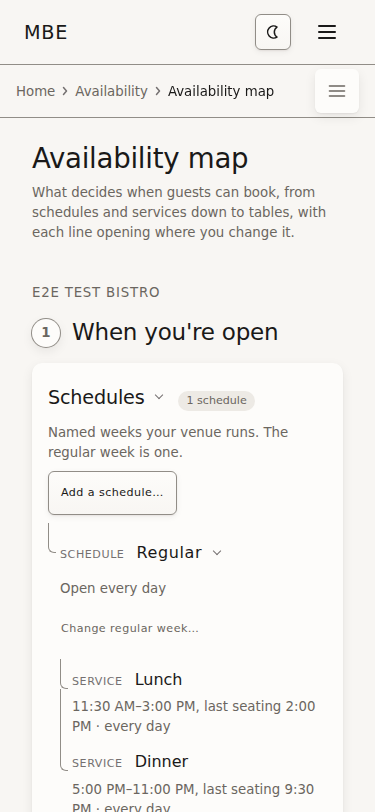 MBE
Home > Availability > Availability map
Availability map
What decides when guests can book, from
schedules and services down to tables, with
each line opening where you change it.
E2E TEST BISTRO
1 When you're open
Schedules 1 schedule
Named weeks your venue runs. The
regular week is one.
Add a schedule...
SCHEDULE Regular
Open every day
Change regular week...
SERVICE Lunch
11:30 AM–3:00 PM, last seating 2:00
PM · every day
SERVICE Dinner
5:00 PM–11:00 PM, last seating 9:30
PM · every day